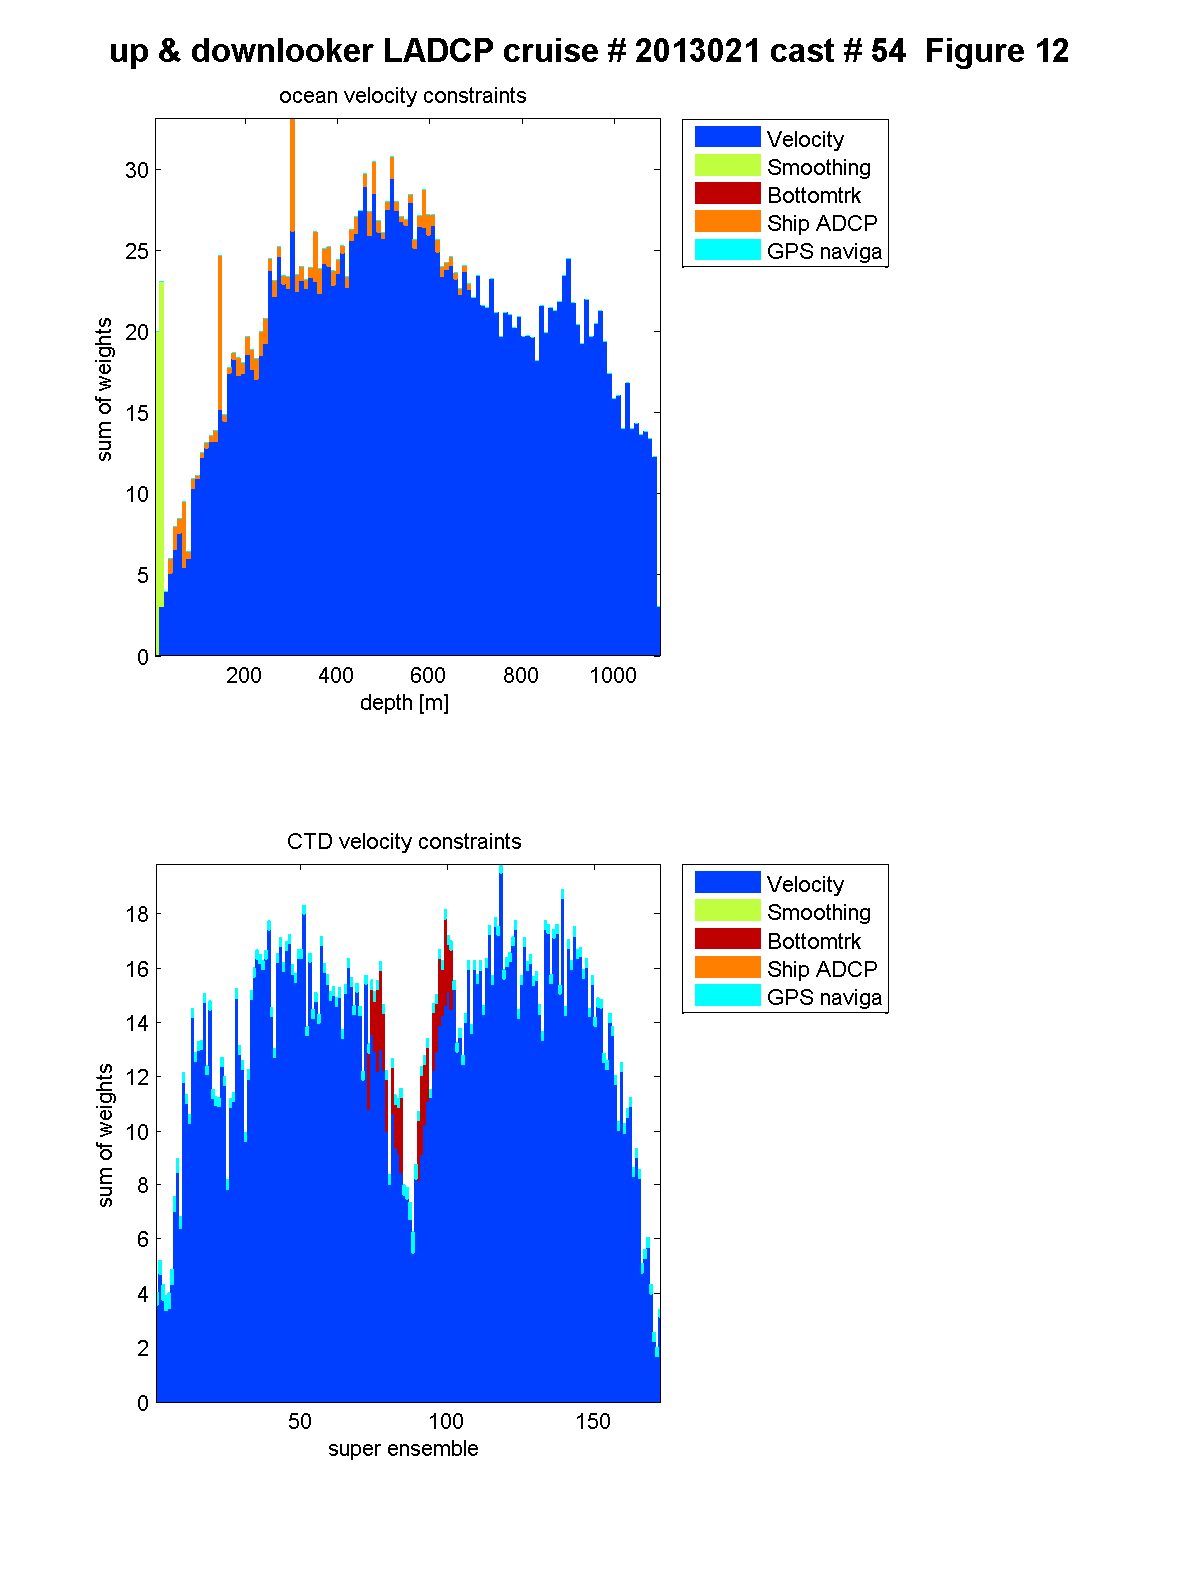 up & downlooker LADCP cruise # 2013021 cast # 54  Figure 12
ocean velocity constraints
Velocity
Smoothing
Bottomtrk
Ship ADCP
GPS naviga
30
25
20
15
10
5
0
sum of weights
200 400 600 800 1000
depth [m]
CTD velocity constraints
Velocity
Smoothing
Bottomtrk
Ship ADCP
GPS naviga
18
16
14
12
10
8
6
4
2
0
sum of weights
50 100 150
super ensemble